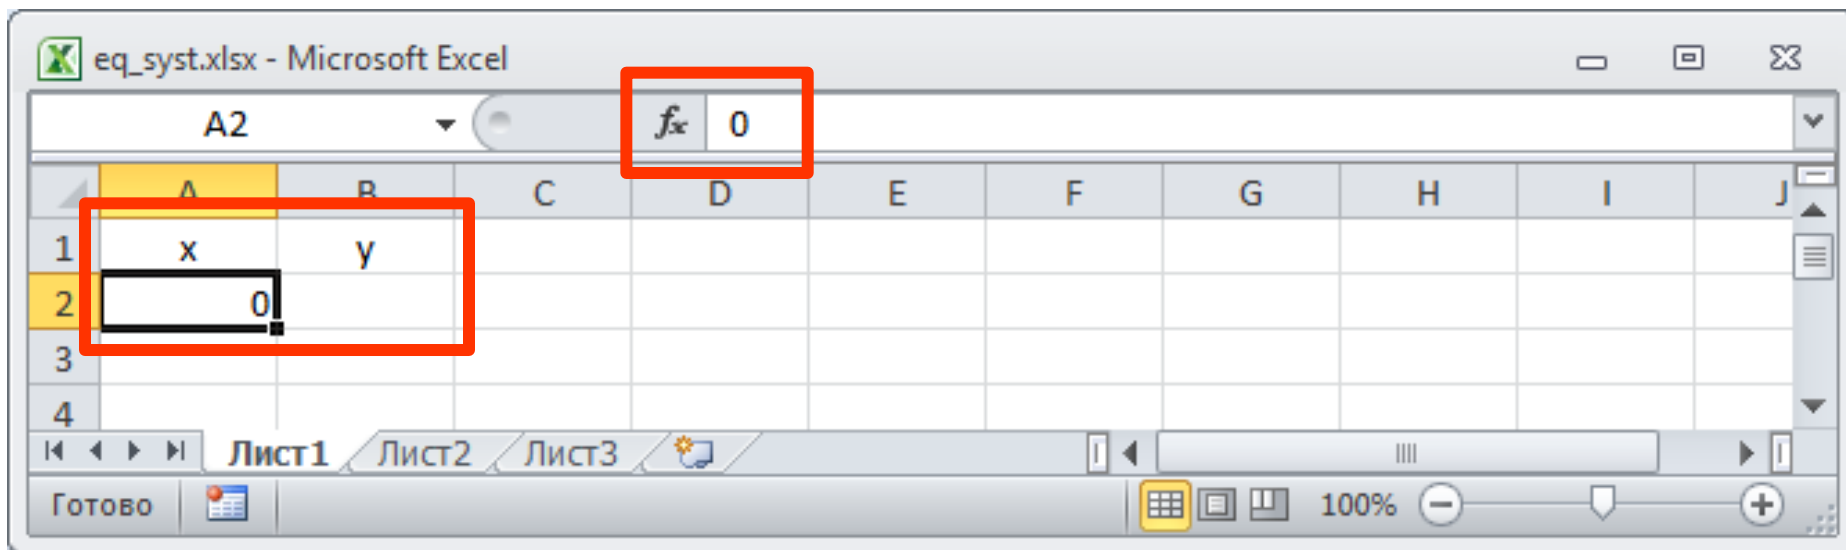 eq_syst.xlsx - Microsoft Excel
A2 fx 0
A B C D E F G H I J
1 x y
2 0
3
4
Лист1 Лист2 Лист3
Готово 100%